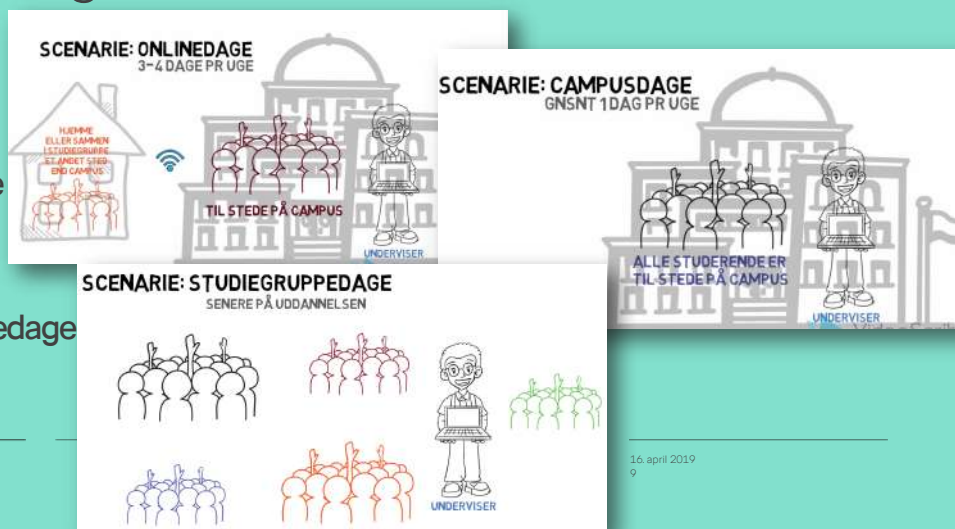 SCENARIE: ONLINEDAGE
3-4 DAGE PR UGE
HJEMME
ELLER SAMMEN
I STUDIEGRUPPE
ET ANDET STED
END CAMPUS
TIL STEDE PÅ CAMPUS
UNDERVISER
SCENARIE: CAMPUSDAGE
GNSNT 1 DAG PR UGE
ALLE STUDERENDE ER
TIL STEDE PÅ CAMPUS
UNDERVISER
edage
SCENARIE: STUDIEGRUPPEDAGE
SENERE PÅ UDDANNELSEN
UNDERVISER
16. april 2019
9